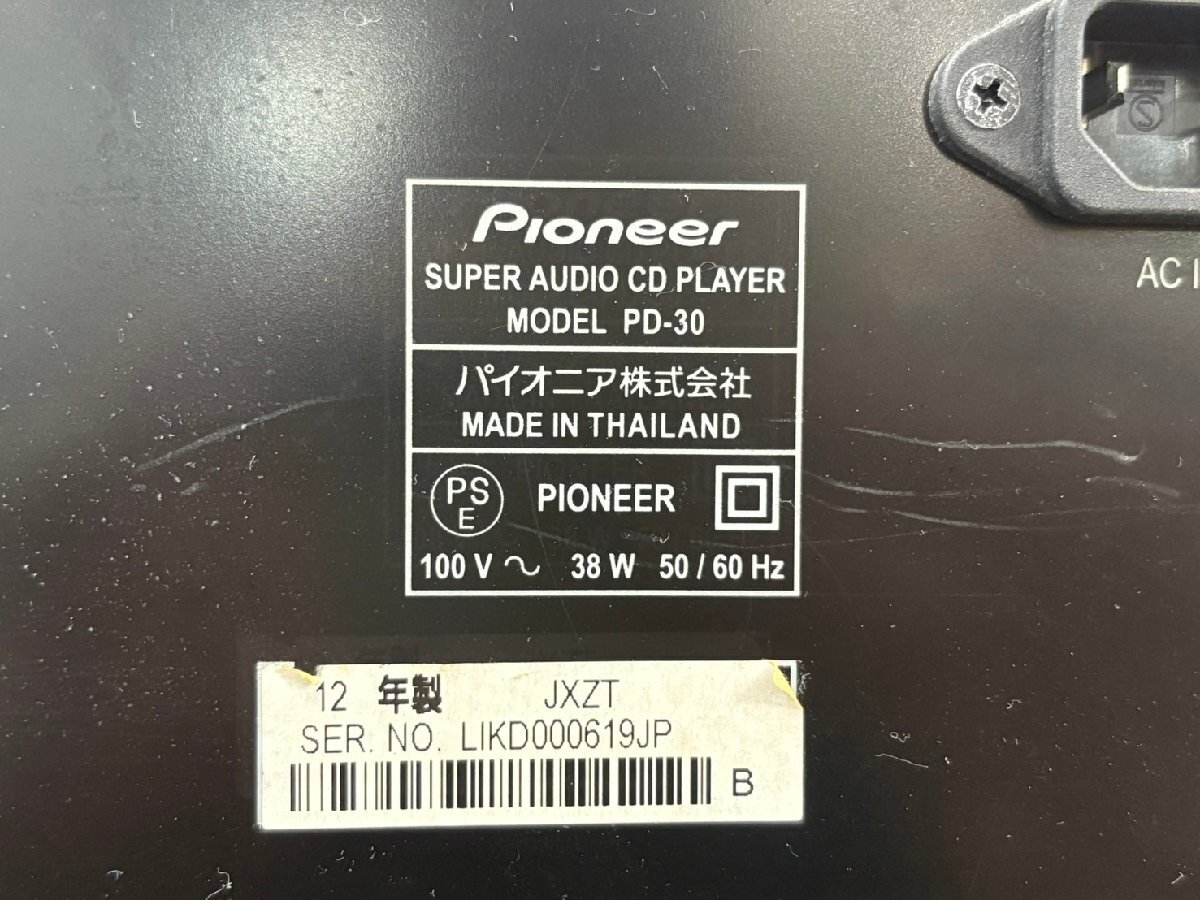 Pioneer
SUPER AUDIO CD PLAYER
MODEL PD-30
パイオニア株式会社
MADE IN THAILAND
PS
E
PIONEER
100 V ～ 38 W 50 / 60 Hz
AC I
12 年製 JXZT
SER. NO. LIKD000619JP
B